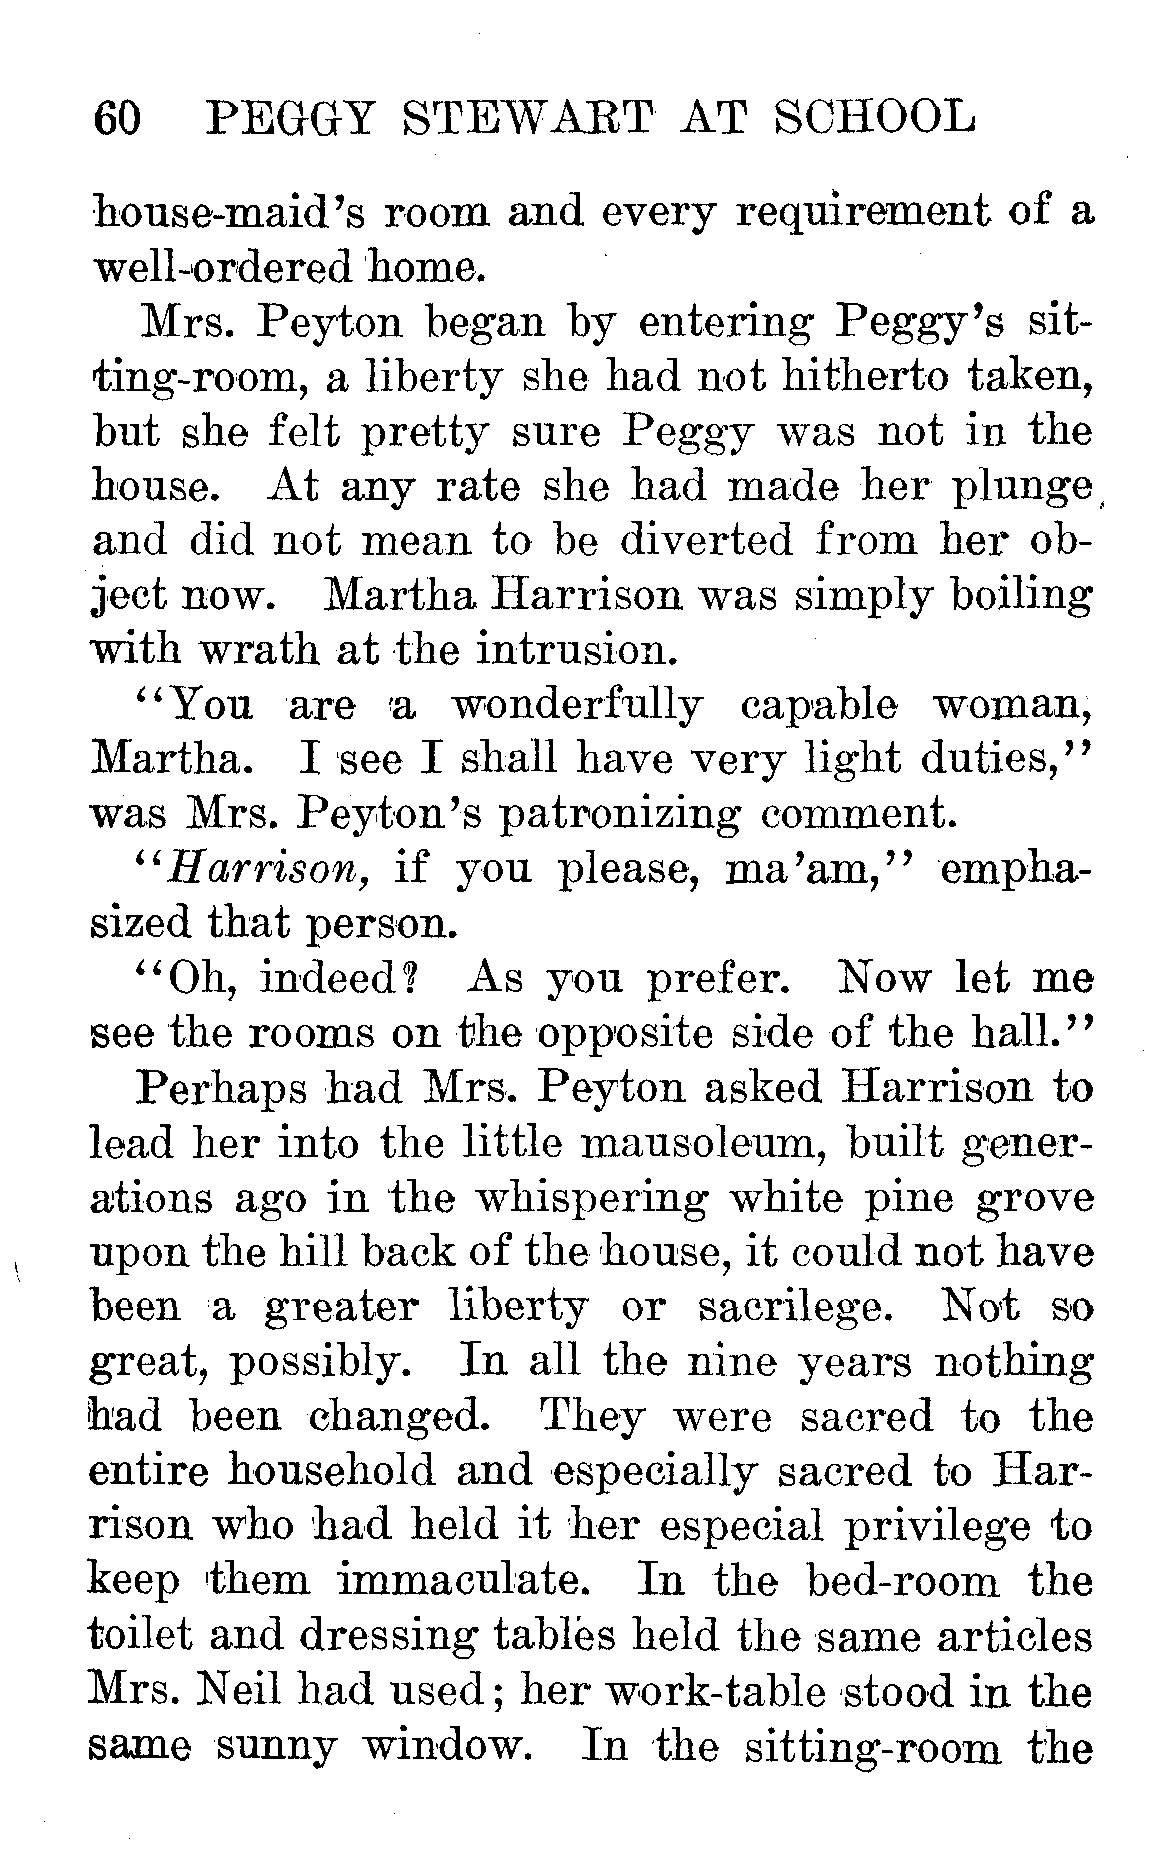 60 PEGGY STEWART AT SCHOOL
house-maid's room and every requirement of a
well-ordered home.
Mrs. Peyton began by entering Peggy's sit-
ting-room, a liberty she had not hitherto taken,
but she felt pretty sure Peggy was not in the
house. At any rate she had made her plunge,
and did not mean to be diverted from her ob-
ject now. Martha Harrison was simply boiling
with wrath at the intrusion.
"You are a wonderfully capable woman,
Martha. I see I shall have very light duties,"
was Mrs. Peyton's patronizing comment.
"Harrison, if you please, ma'am," empha-
sized that person.
"Oh, indeed? As you prefer. Now let me
see the rooms on the opposite side of the hall."
Perhaps had Mrs. Peyton asked Harrison to
lead her into the little mausoleum, built gener-
ations ago in the whispering white pine grove
upon the hill back of the house, it could not have
been a greater liberty or sacrilege. Not so
great, possibly. In all the nine years nothing
had been changed. They were sacred to the
entire household and especially sacred to Har-
rison who had held it her especial privilege to
keep them immaculate. In the bed-room the
toilet and dressing tables held the same articles
Mrs. Neil had used; her work-table stood in the
same sunny window. In the sitting-room the